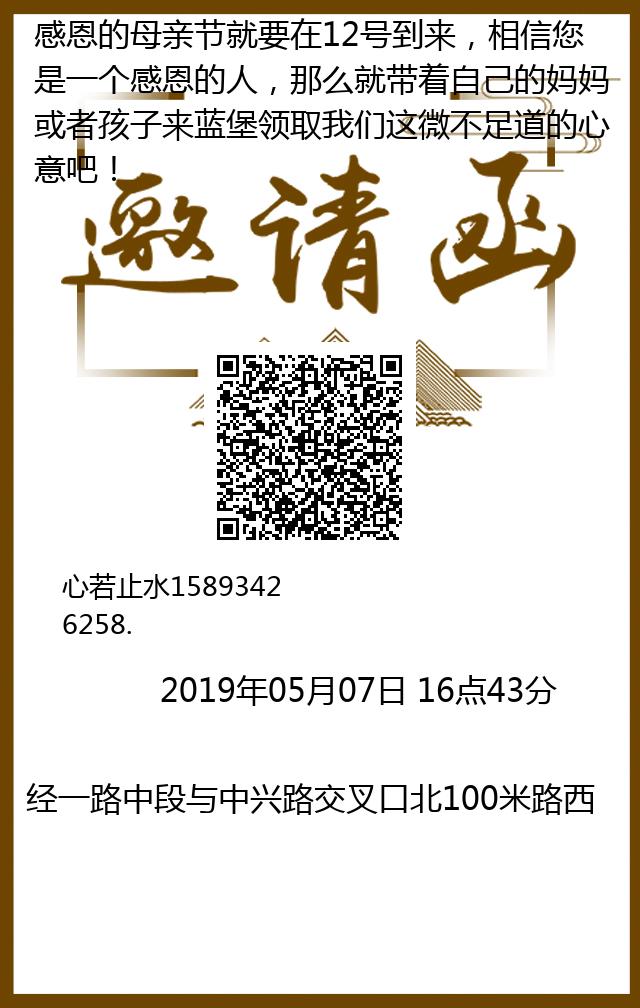 感恩的母亲节就要在12号到来，相信您
是一个感恩的人，那么就带着自己的妈妈
或者孩子来蓝堡领取我们这微不足道的心
意吧！
邀请函
心若止水1589342
6258.
2019年05月07日 16点43分
经一路中段与中兴路交叉口北100米路西